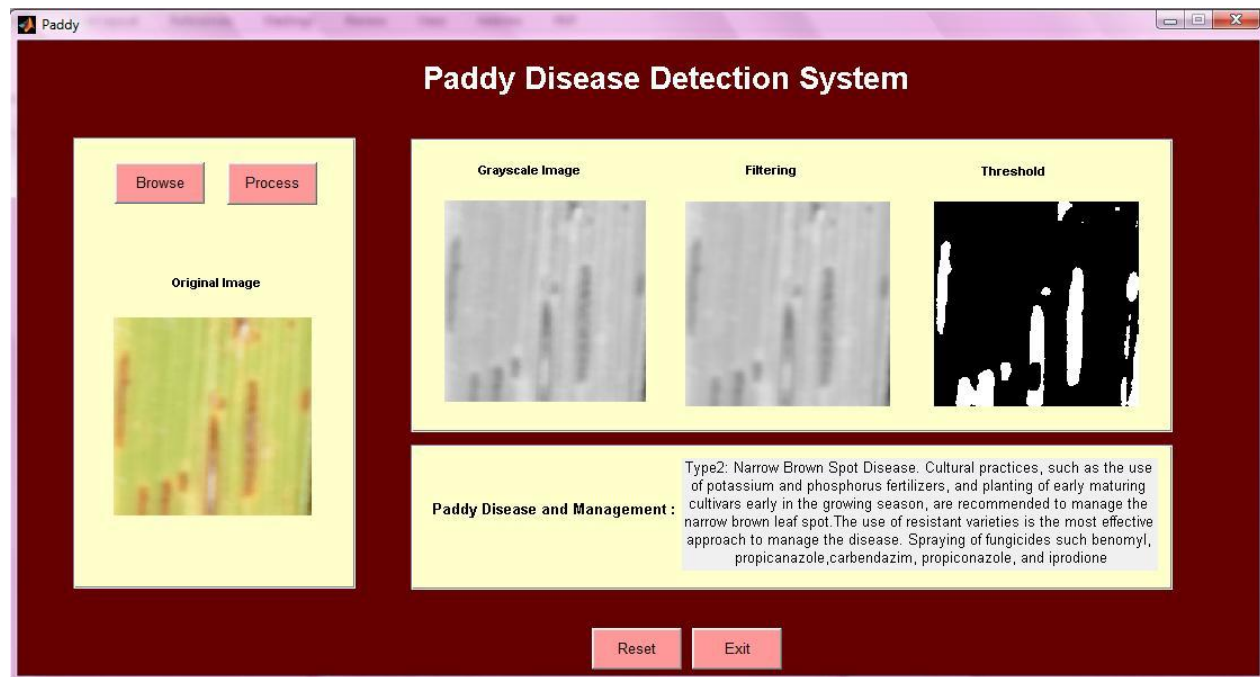 Paddy
Paddy Disease Detection System
Browse
Process
Original Image
Grayscale Image
Filtering
Threshold
Paddy Disease and Management :
Type2: Narrow Brown Spot Disease. Cultural practices, such as the use
of potassium and phosphorus fertilizers, and planting of early maturing
cultivars early in the growing season, are recommended to manage the
narrow brown leaf spot.The use of resistant varieties is the most effective
approach to manage the disease. Spraying of fungicides such benomyl,
propicanazole,carbendazim, propiconazole, and iprodione
Reset
Exit